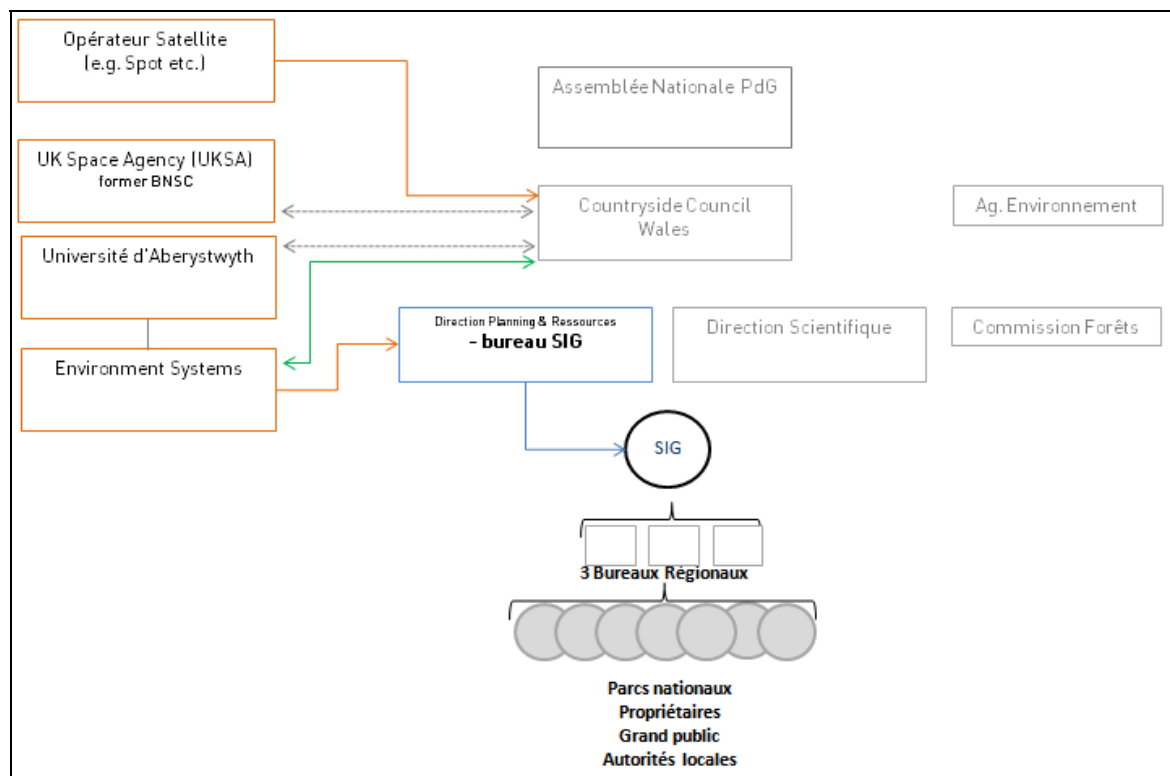 Opérateur Satellite
(e.g. Spot etc.)
Assemblée Nationale PdG
UK Space Agency (UKSA)
former BNSC
Countryside Council
Wales
Ag. Environnement
Université d'Aberystwyth
Direction Planning & Ressources
- bureau SIG
Direction Scientifique
Commission Forêts
Environment Systems
SIG
3 Bureaux Régionaux
Parcs nationaux
Propriétaires
Grand public
Autorités locales